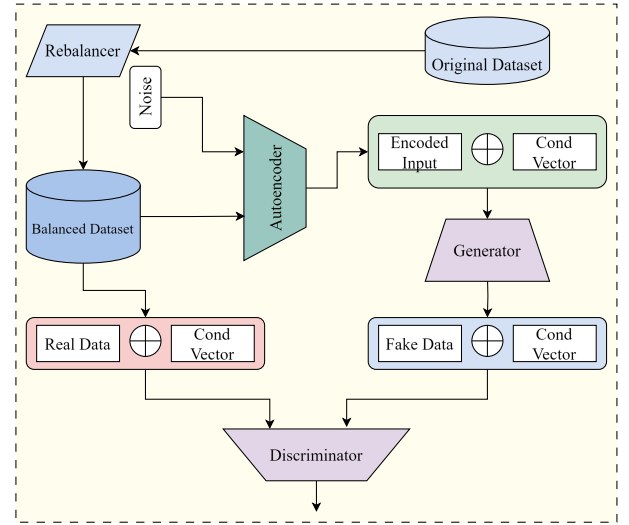 Rebalancer
Original Dataset
Noise
Autoencoder
Encoded
Input
Cond
Vector
Balanced Dataset
Generator
Real Data
Cond
Vector
Fake Data
Cond
Vector
Discriminator